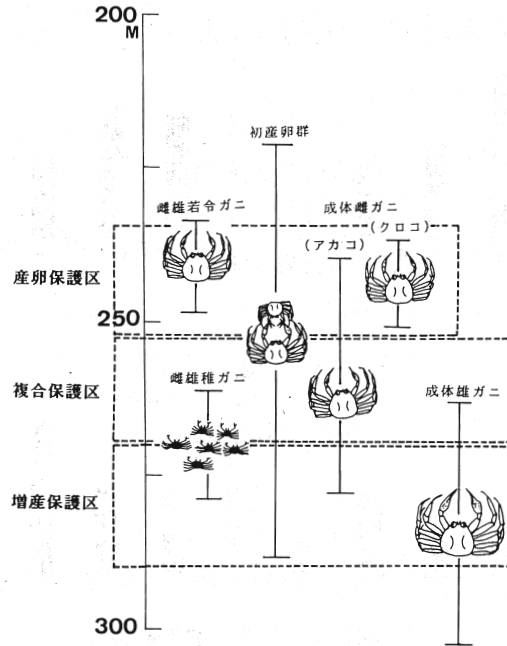 200
M
初産卵群
雌雄若令ガニ
成体雌ガニ
(クロコ)
(アカコ)
産卵保護区
250
雌雄稚ガニ
複合保護区
成体雄ガニ
増産保護区
300